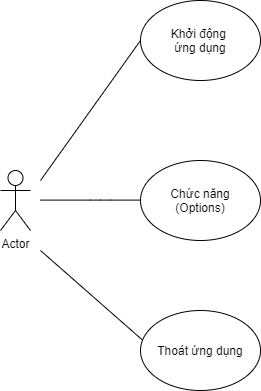 Khởi động
ứng dụng
Chức năng
(Options)
Actor
Thoát ứng dụng